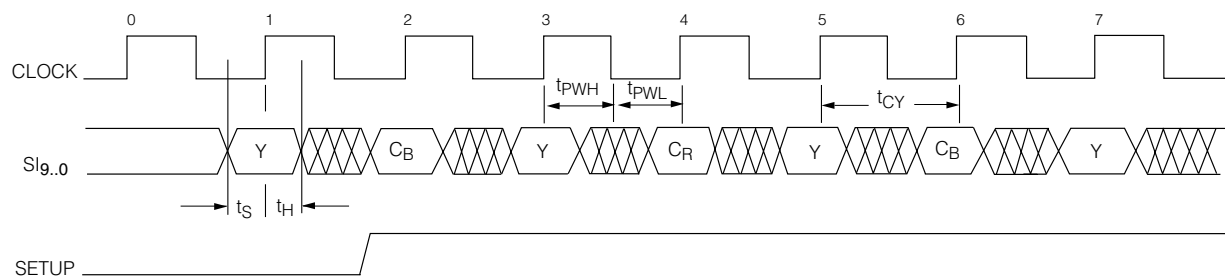 0 1 2 3 4 5 6 7
CLOCK
tPWH tPWL tCY
SI9..0
Y CB Y CR Y CB Y
tS tH
SETUP